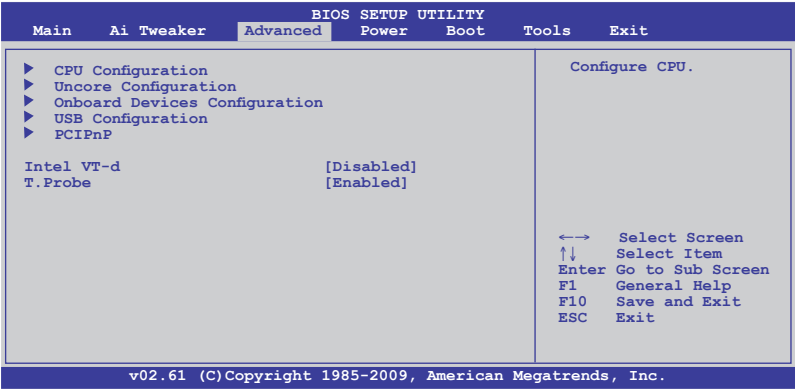 BIOS SETUP UTILITY
Main Ai Tweaker Advanced Power Boot Tools Exit
CPU Configuration
Uncore Configuration
Onboard Devices Configuration
USB Configuration
PCIPnP
Intel VT-d [Disabled]
T.Probe [Enabled]
Configure CPU.
←→ Select Screen
↑↓ Select Item
Enter Go to Sub Screen
F1 General Help
F10 Save and Exit
ESC Exit
v02.61 (C)Copyright 1985-2009, American Megatrends, Inc.